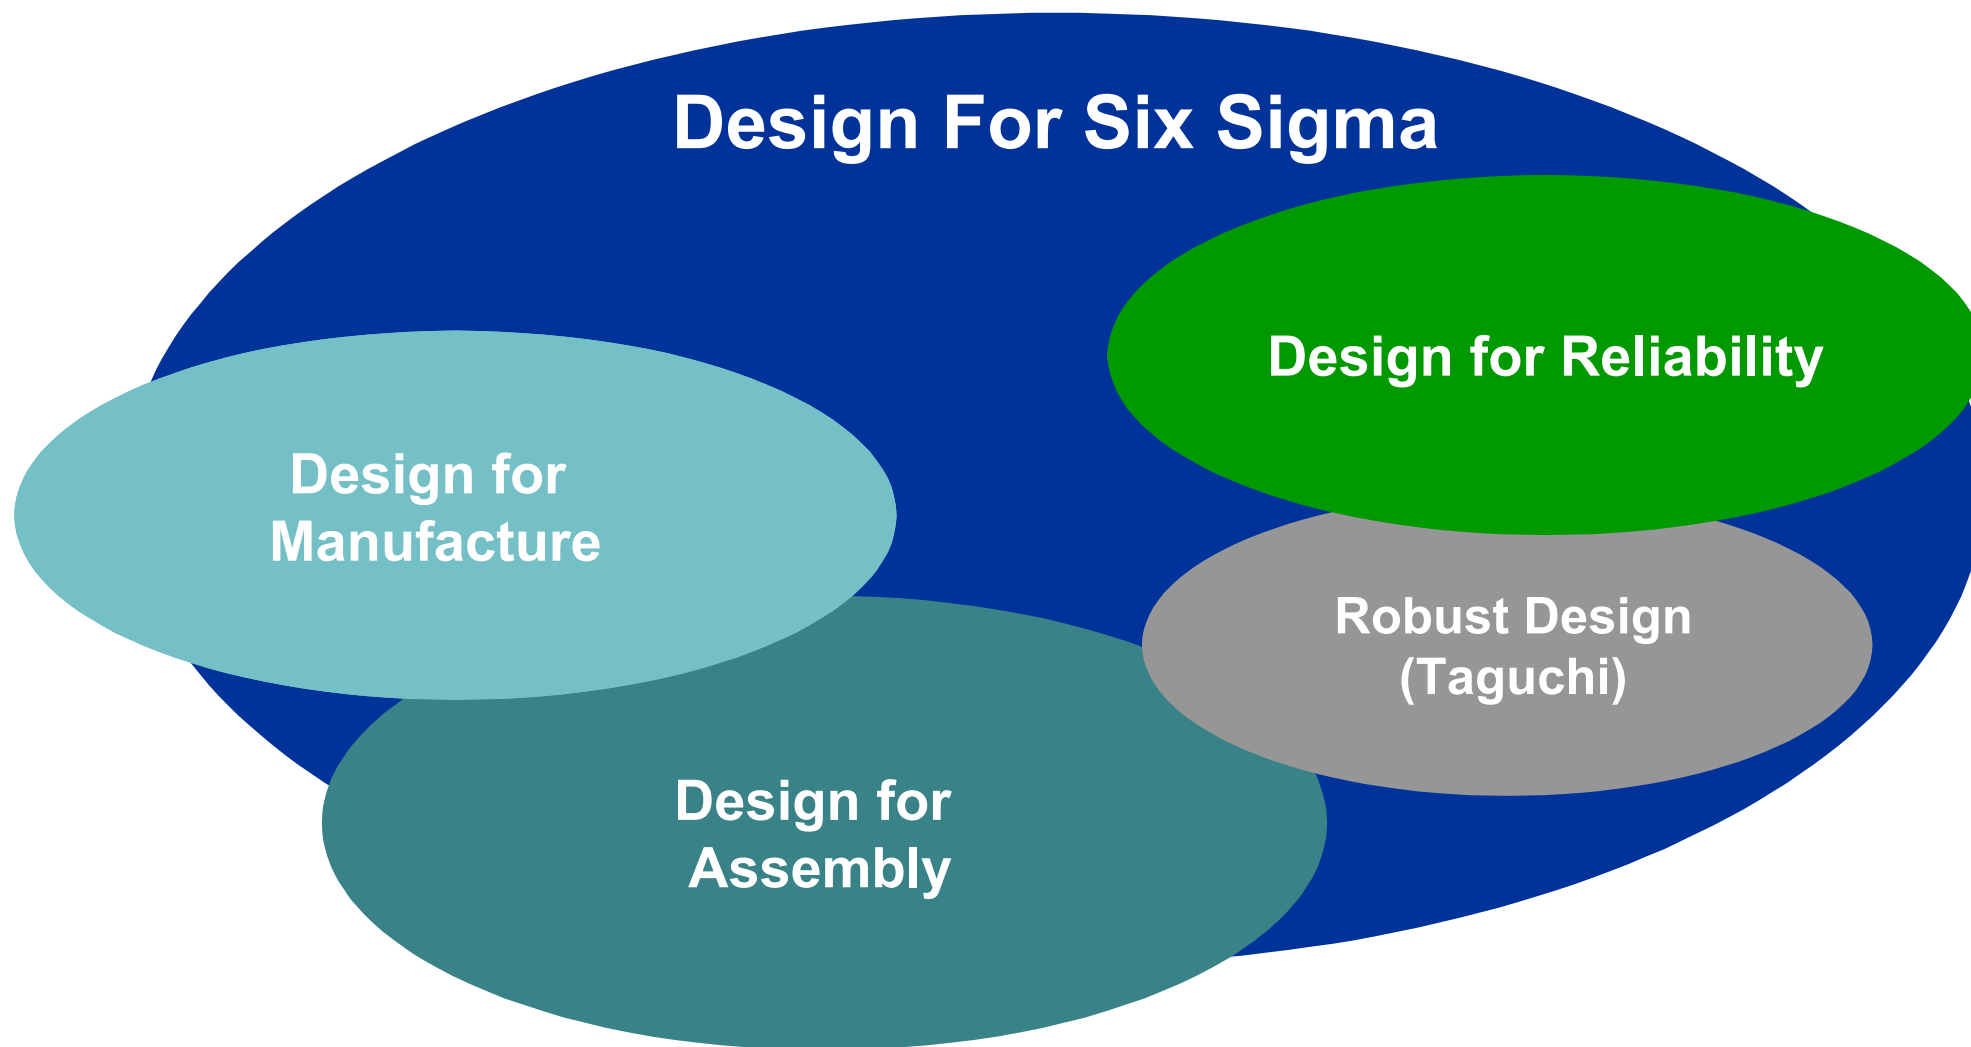 Design For Six Sigma
Design for Reliability
Design for
Manufacture
Robust Design
(Taguchi)
Design for
Assembly